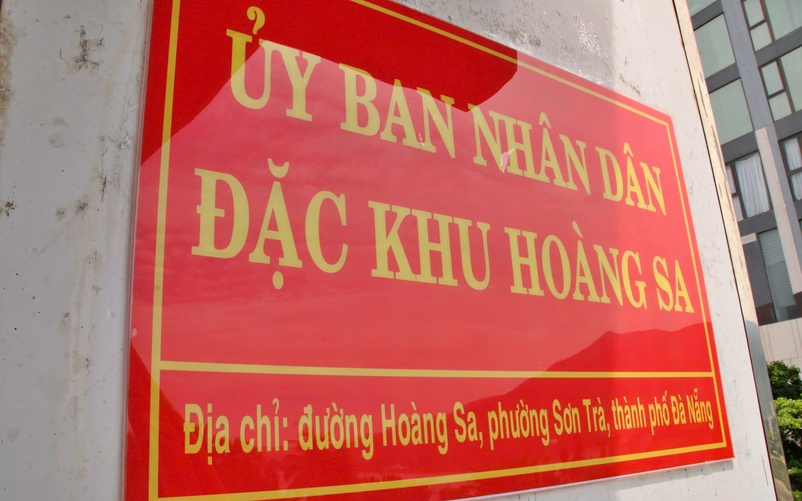 ỦY BAN NHÂN DÂN
ĐẶC KHU HOÀNG SA
Địa chỉ: đường Hoàng Sa, phường Sơn Trà, thành phố Đà Nẵng